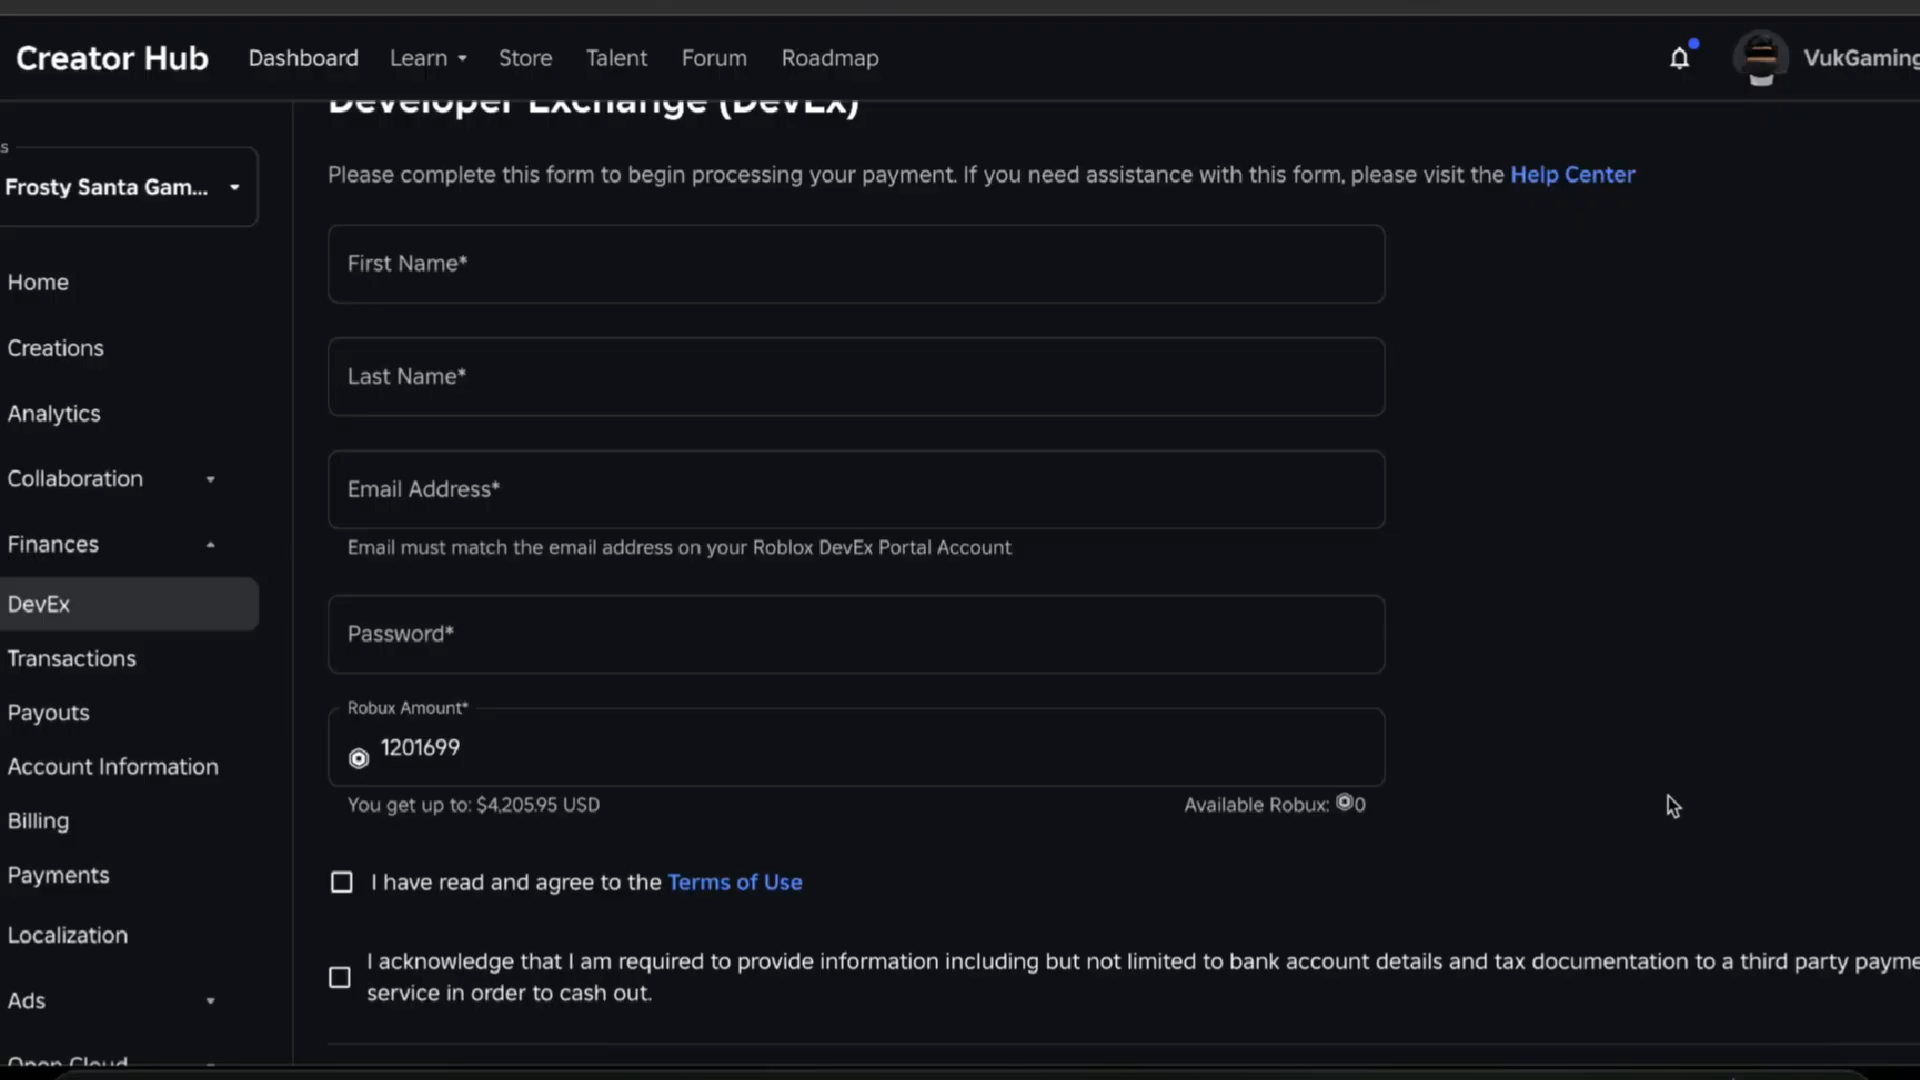 Creator Hub Dashboard Learn Store Talent Forum Roadmap VukGaming
Developer Exchange (DevEx)
s
Frosty Santa Gam...
Please complete this form to begin processing your payment. If you need assistance with this form, please visit the Help Center
Home
Creations
Analytics
Collaboration
Finances
DevEx
Transactions
Payouts
Account Information
Billing
Payments
Localization
Ads
Open Cloud
First Name*
Last Name*
Email Address*
Email must match the email address on your Roblox DevEx Portal Account
Password*
Robux Amount*
1201699
You get up to: $4,205.95 USD
Available Robux: 0
I have read and agree to the Terms of Use
I acknowledge that I am required to provide information including but not limited to bank account details and tax documentation to a third party payme
service in order to cash out.